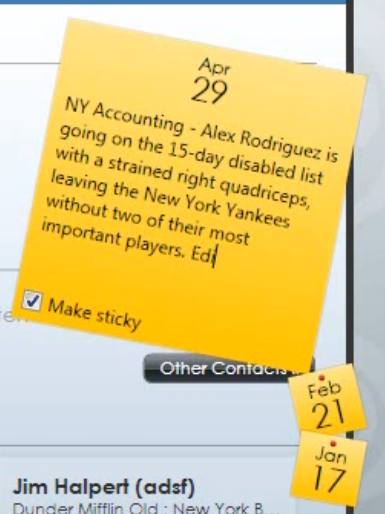 Apr
29
NY Accounting - Alex Rodriguez is
going on the 15-day disabled list
with a strained right quadriceps,
leaving the New York Yankees
without two of their most
important players. Edi
Make sticky
Other Contacts
Feb
21
Jan
17
Jim Halpert (adsf)
Dunder Mifflin Old : New York B...